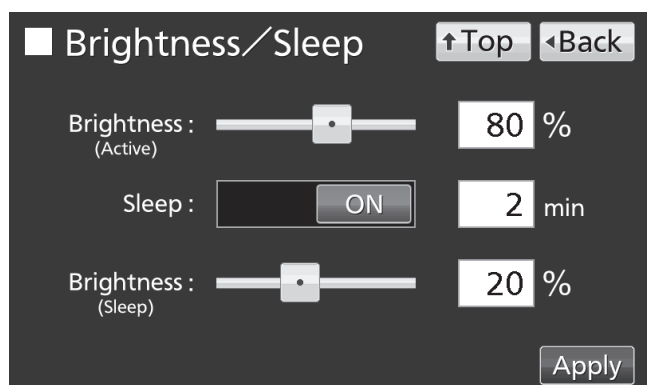 Brightness／Sleep ↑Top ◂Back
Brightness : 80 %
(Active)
Sleep : ON 2 min
Brightness : 20 %
(Sleep)
Apply